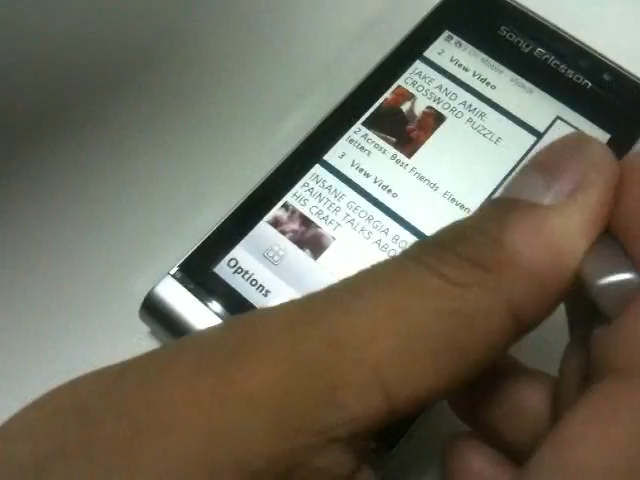 Sony Ericsson
2 View Video
JAKE AND AMIR:
CROSSWORD PUZZLE
2 Across: Best Friends. Eleven
letters.
3 View Video
INSANE GEORGIA
PAINTER TALKS
HIS CRAFT
Options